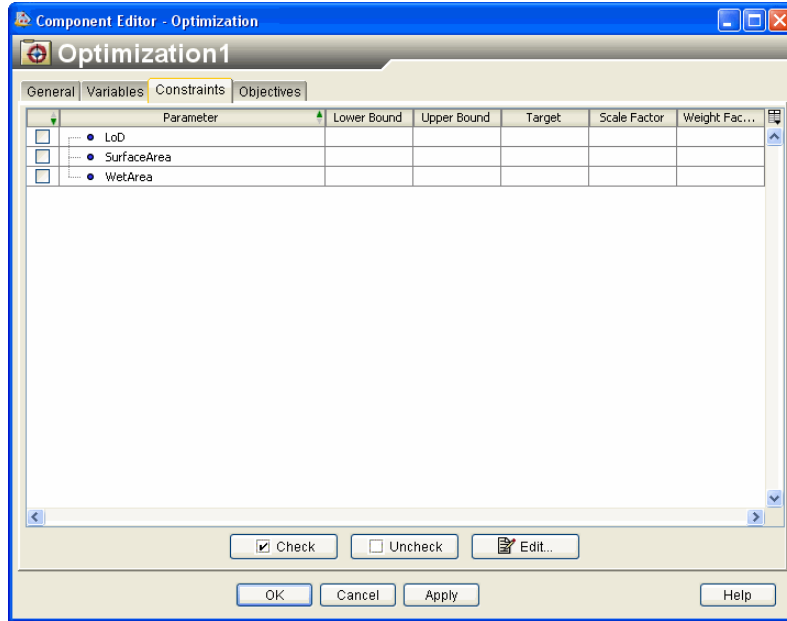 Component Editor - Optimization
Optimization1
General Variables Constraints Objectives
Parameter Lower Bound Upper Bound Target Scale Factor Weight Fac...
LoD
SurfaceArea
WetArea
Check Uncheck Edit...
OK Cancel Apply Help